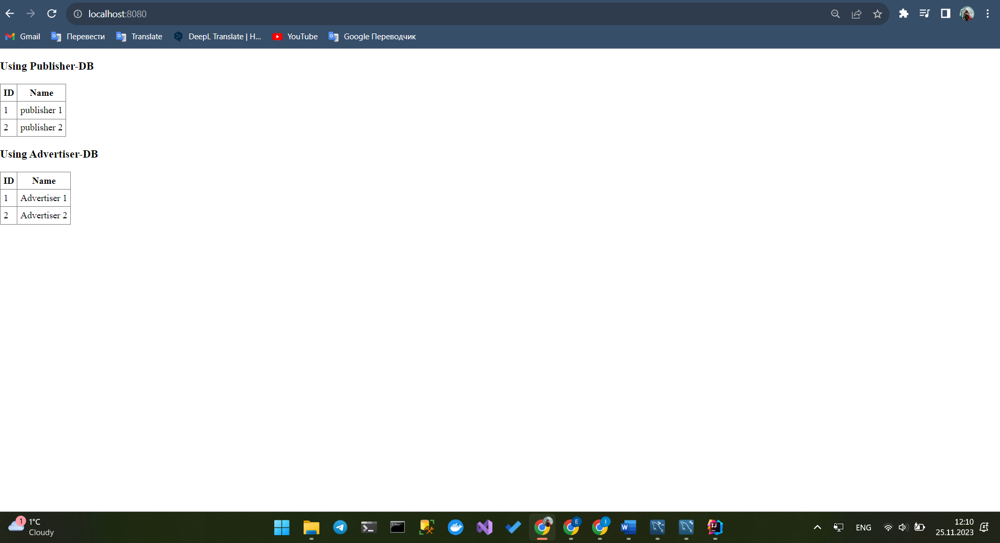 localhost:8080
Gmail Перевести Translate DeepL Translate | H... YouTube Google Переводчик
Using Publisher-DB
ID Name
1 publisher 1
2 publisher 2
Using Advertiser-DB
ID Name
1 Advertiser 1
2 Advertiser 2
1
1°C
Cloudy
E
I
W
IJ
ENG
12:10
25.11.2023